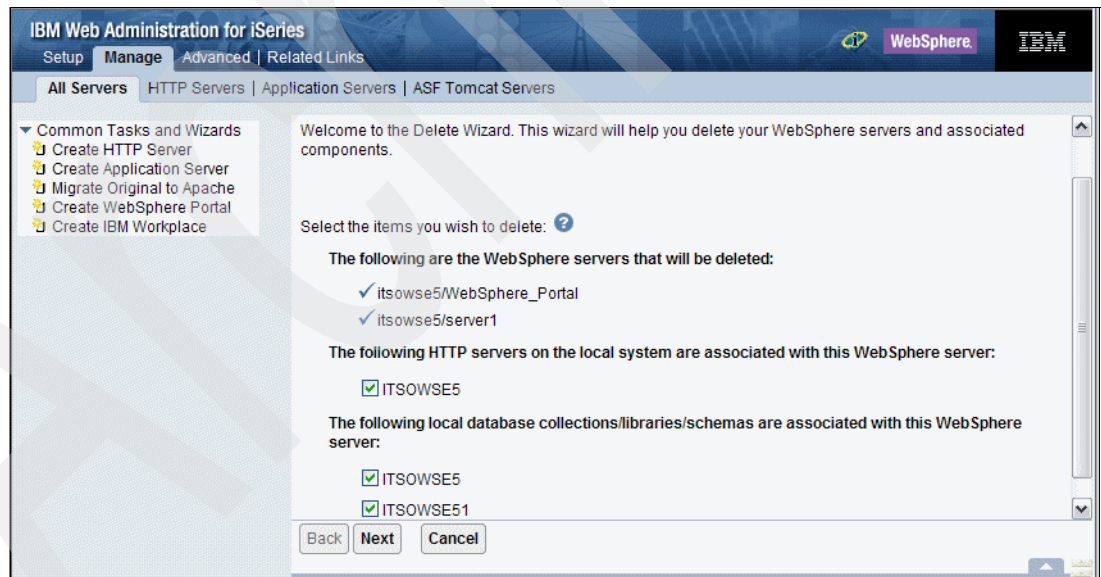 IBM Web Administration for iSeries
Setup Manage Advanced | Related Links
WebSphere. IBM
All Servers HTTP Servers | Application Servers | ASF Tomcat Servers
Common Tasks and Wizards
Create HTTP Server
Create Application Server
Migrate Original to Apache
Create WebSphere Portal
Create IBM Workplace
Welcome to the Delete Wizard. This wizard will help you delete your WebSphere servers and associated
components.
Select the items you wish to delete: ?
The following are the WebSphere servers that will be deleted:
itsowse5/WebSphere_Portal
itsowse5/server1
The following HTTP servers on the local system are associated with this WebSphere server:
ITSOWSE5
The following local database collections/libraries/schemas are associated with this WebSphere
server:
ITSOWSE5
ITSOWSE51
Back Next Cancel